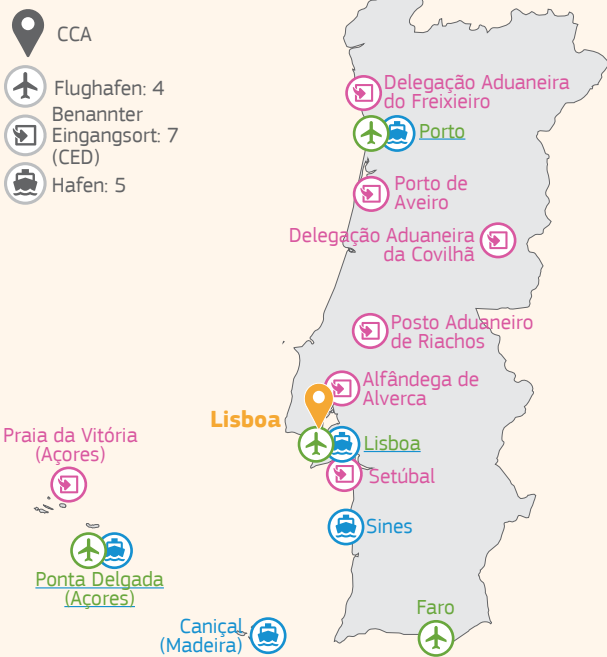 CCA
Flughafen: 4
Benannter
Eingangsort: 7
(CED)
Hafen: 5
Delegação Aduaneira
do Freixieiro
Porto
Porto de
Aveiro
Delegação Aduaneira
da Covilhã
Posto Aduaneiro
de Riachos
Alfândega de
Alverca
Lisboa
Lisboa
Praia da Vitória
(Açores)
Setúbal
Sines
Ponta Delgada
(Açores)
Faro
Caniçal
(Madeira)